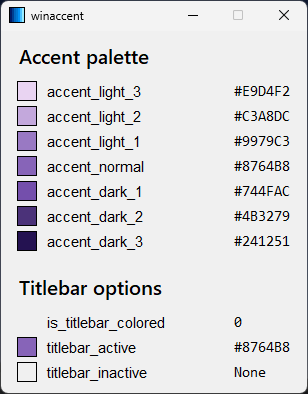 winaccent
Accent palette
accent_light_3 #E9D4F2
accent_light_2 #C3A8DC
accent_light_1 #9979C3
accent_normal #8764B8
accent_dark_1 #744FAC
accent_dark_2 #4B3279
accent_dark_3 #241251
Titlebar options
is_titlebar_colored 0
titlebar_active #8764B8
titlebar_inactive None